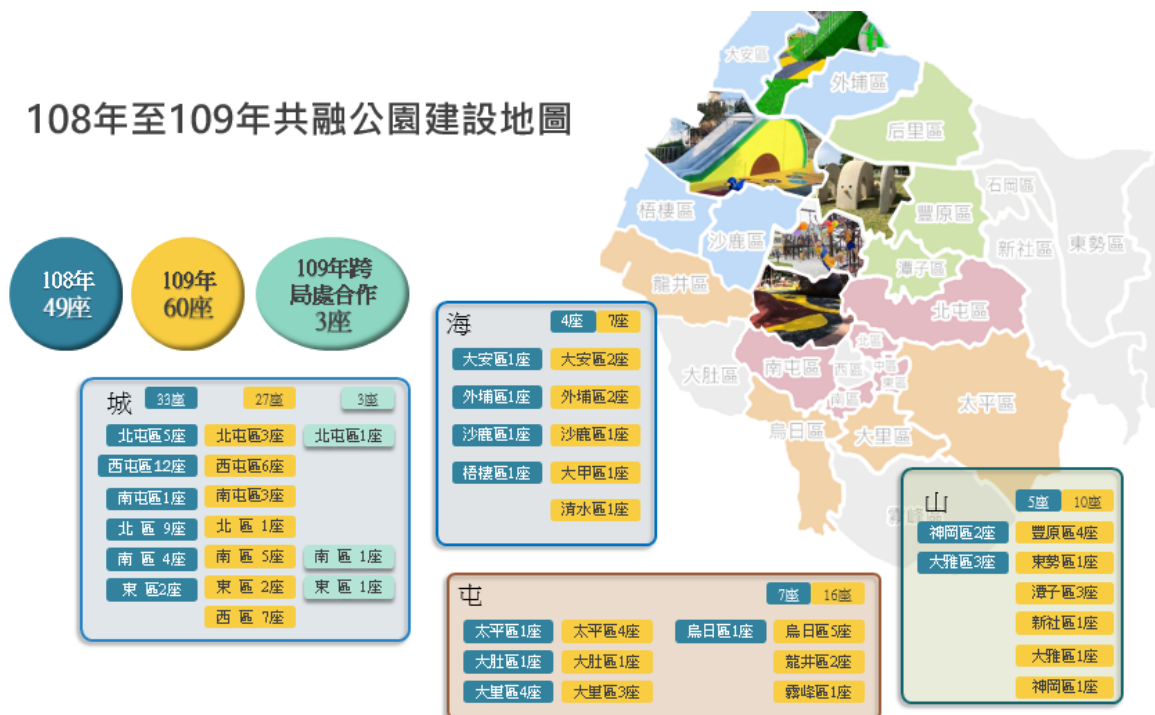 大安區
外埔區
108年至109年共融公園建設地圖
后里區
石岡區
梧棲區
豐原區
沙鹿區
新社區
東勢區
潭子區
龍井區
108年
49座
109年
60座
109年跨
局處合作
3座
北屯區
北區
南屯區
西區
中區
東區
大肚區
南區
太平區
烏日區
大里區
霧峰區
海 4座 7座
大安區1座 大安區2座
外埔區1座 外埔區2座
沙鹿區1座 沙鹿區1座
梧棲區1座 大甲區1座
清水區1座
城 33座 27座 3座
北屯區5座 北屯區3座 北屯區1座
西屯區12座 西屯區6座
南屯區1座 南屯區3座
北 區 9座 北 區 1座
南 區 4座 南 區 5座 南 區 1座
東 區2座 東 區 2座 東 區 1座
西 區 7座
屯 7座 16座
太平區1座 太平區4座 烏日區1座 烏日區5座
大肚區1座 大肚區1座 龍井區2座
大里區4座 大里區3座 霧峰區1座
山 5座 10座
神岡區2座 豐原區4座
大雅區3座 東勢區1座
潭子區3座
新社區1座
大雅區1座
神岡區1座